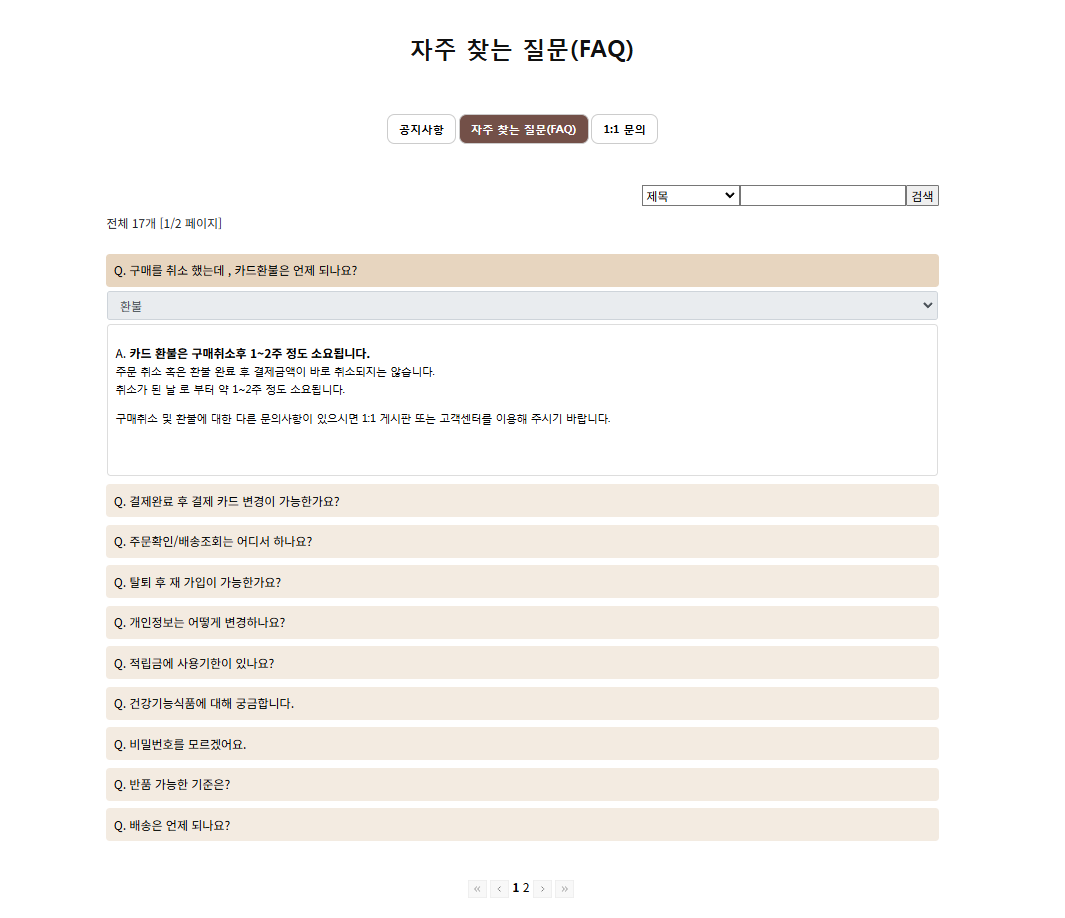 자주 찾는 질문(FAQ)
공지사항 자주 찾는 질문(FAQ) 1:1 문의
제목 검색
전체 17개 [1/2 페이지]
Q. 구매를 취소 했는데 , 카드환불은 언제 되나요?
환불
A. 카드 환불은 구매취소후 1~2주 정도 소요됩니다.
주문 취소 혹은 환불 완료 후 결제금액이 바로 취소되지는 않습니다.
취소가 된 날 로 부터 약 1~2주 정도 소요됩니다.
구매취소 및 환불에 대한 다른 문의사항이 있으시면 1:1 게시판 또는 고객센터를 이용해 주시기 바랍니다.
Q. 결제완료 후 결제 카드 변경이 가능한가요?
Q. 주문확인/배송조회는 어디서 하나요?
Q. 탈퇴 후 재 가입이 가능한가요?
Q. 개인정보는 어떻게 변경하나요?
Q. 적립금에 사용기한이 있나요?
Q. 건강기능식품에 대해 궁금합니다.
Q. 비밀번호를 모르겠어요.
Q. 반품 가능한 기준은?
Q. 배송은 언제 되나요?
« ‹ 1 2 › »